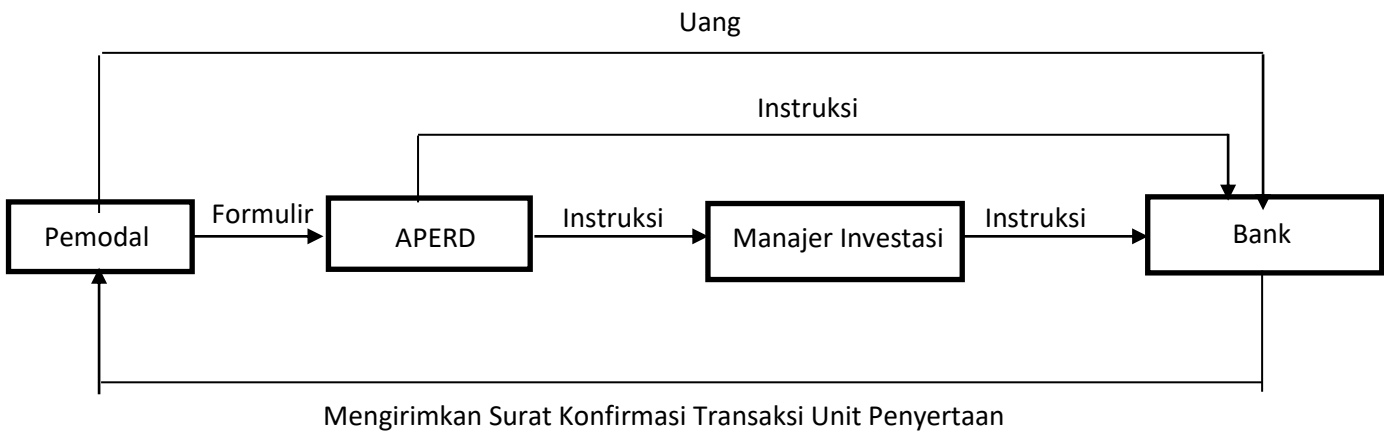 Uang
Instruksi
Pemodal
Formulir
APERD
Instruksi
Manajer Investasi
Instruksi
Bank
Mengirimkan Surat Konfirmasi Transaksi Unit Penyertaan